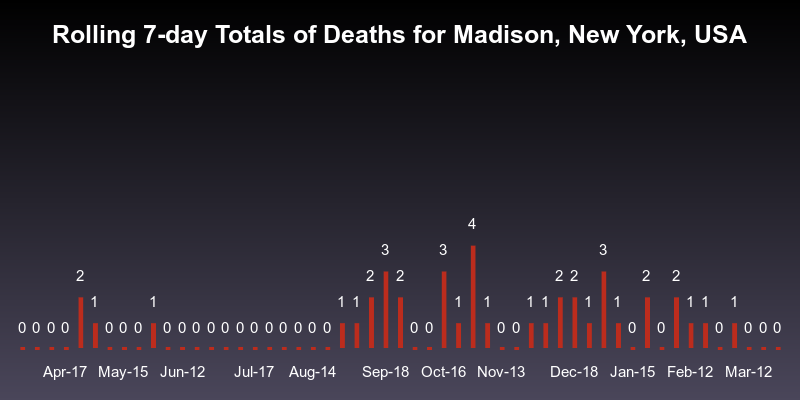 Rolling 7-day Totals of Deaths for Madison, New York, USA
4
3 3 3
2 2 2 2 2 2 2
1 1 1 1 1 1 1 1 1 1 1 1 1
0 0 0 0 0 0 0 0 0 0 0 0 0 0 0 0 0 0 0 0 0 0 0 0 0 0 0 0 0
Apr-17 May-15 Jun-12 Jul-17 Aug-14 Sep-18 Oct-16 Nov-13 Dec-18 Jan-15 Feb-12 Mar-12